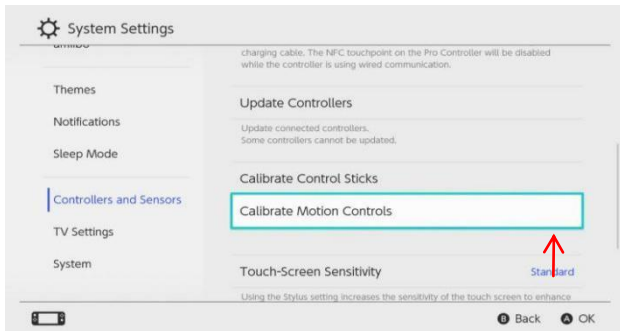 System Settings
amiibo
Themes
Notifications
Sleep Mode
Controllers and Sensors
TV Settings
System
charging cable. The NFC touchpoint on the Pro Controller will be disabled
while the controller is using wired communication.
Update Controllers
Update connected controllers.
Some controllers cannot be updated.
Calibrate Control Sticks
Calibrate Motion Controls
Touch-Screen Sensitivity Standard
Using the Stylus setting increases the sensitivity of the touch screen to enhance
B Back A OK